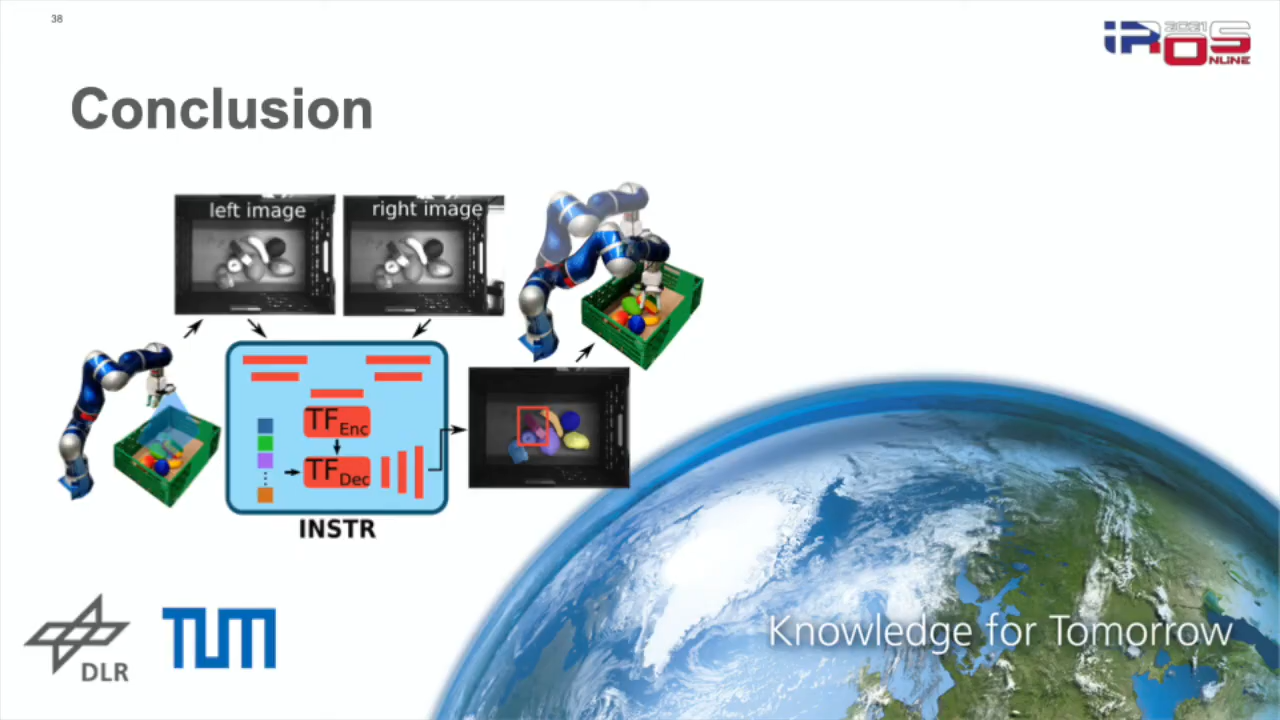 38
iROS 2021 ONLINE
Conclusion
left image
right image
TF Enc
TF Dec
INSTR
DLR
TUM
Knowledge for Tomorrow